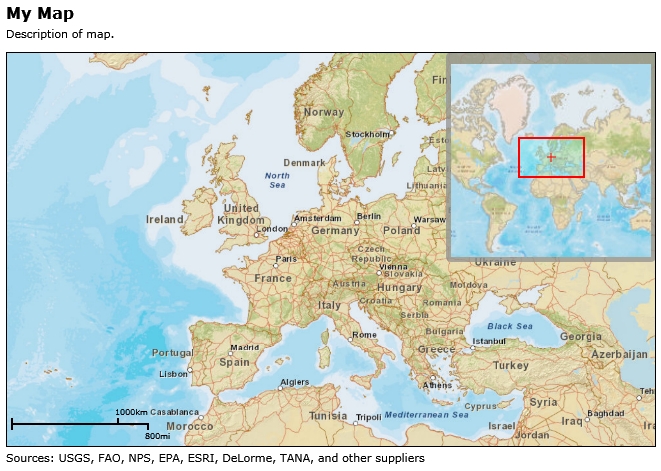 My Map
Description of map.
Norway
Fin
Stockholm
Esto
Latv
Lithuania
Denmark
North
Sea
Ireland
United
Kingdom
London
Amsterdam
Berlin
Warsaw
Germany
Poland
Paris
Czech
Republic
Vienna
Slovakia
Ukraine
France
Austria
Hungary
Moldova
Italy
Croatia
Romania
Serbia
Black Sea
Bulgaria
Georgia
Rome
Istanbul
Azerbaijan
Portugal
Madrid
Spain
Greece
Turkey
Lisbon
Algiers
Athens
Teh
1000km
800mi
Casablanca
Morocco
Tunisia
Tripoli
Mediterranean Sea
Cyprus
Syria
Iraq
Baghdad
Israel
Jordan
Sources: USGS, FAO, NPS, EPA, ESRI, DeLorme, TANA, and other suppliers